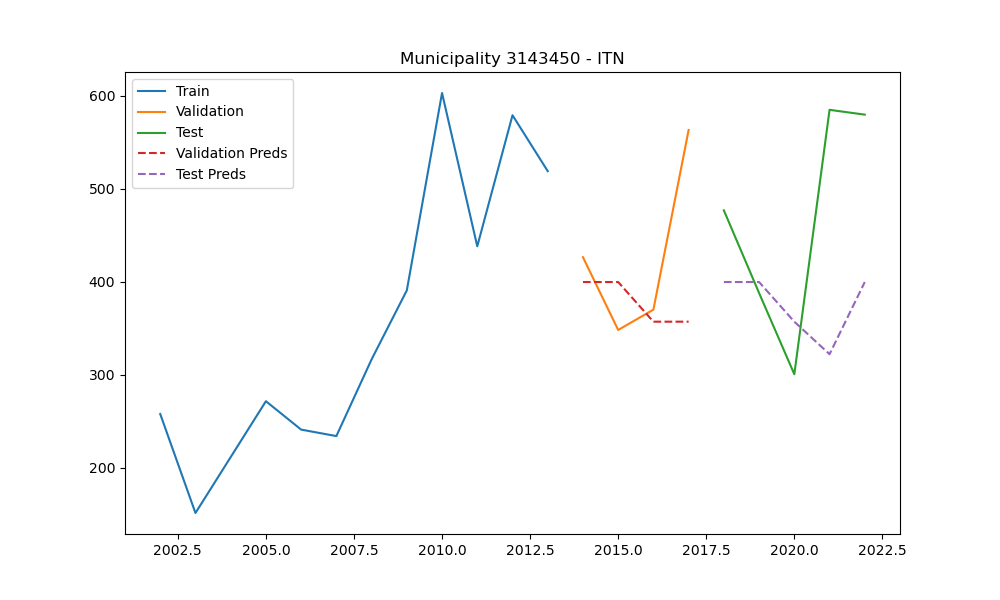 Municipality 3143450 - ITN
Train
Validation
Test
Validation Preds
Test Preds
600
500
400
300
200
2002.5 2005.0 2007.5 2010.0 2012.5 2015.0 2017.5 2020.0 2022.5